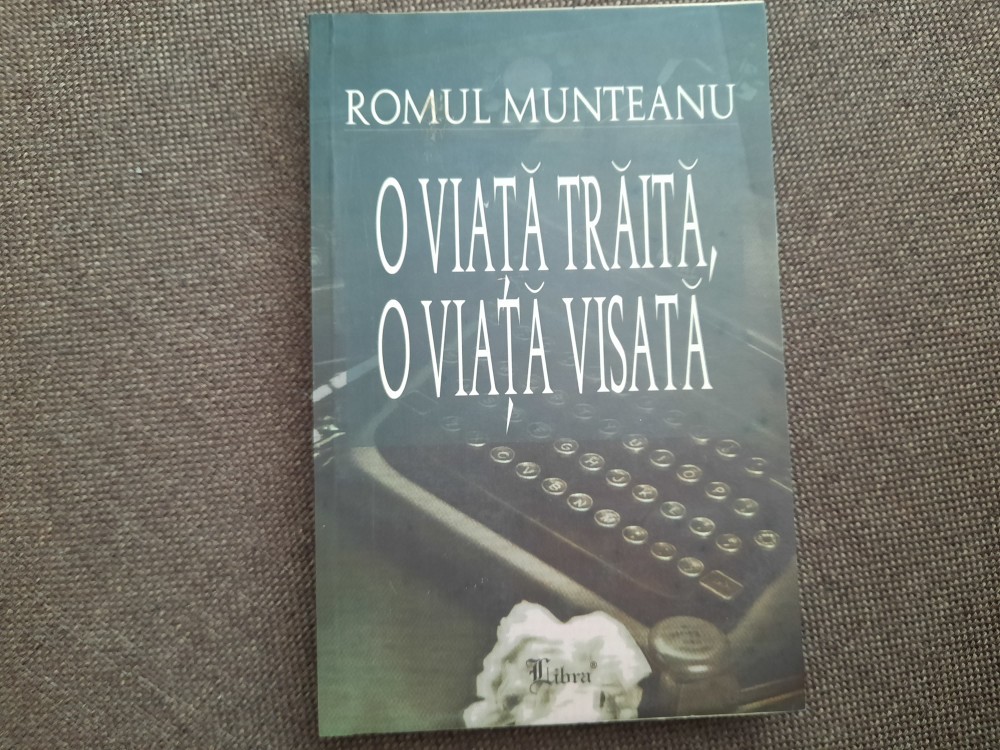 ROMUL MUNTEANU
O VIAȚĂ TRĂITĂ,
O VIAȚĂ VISATĂ
Libra®